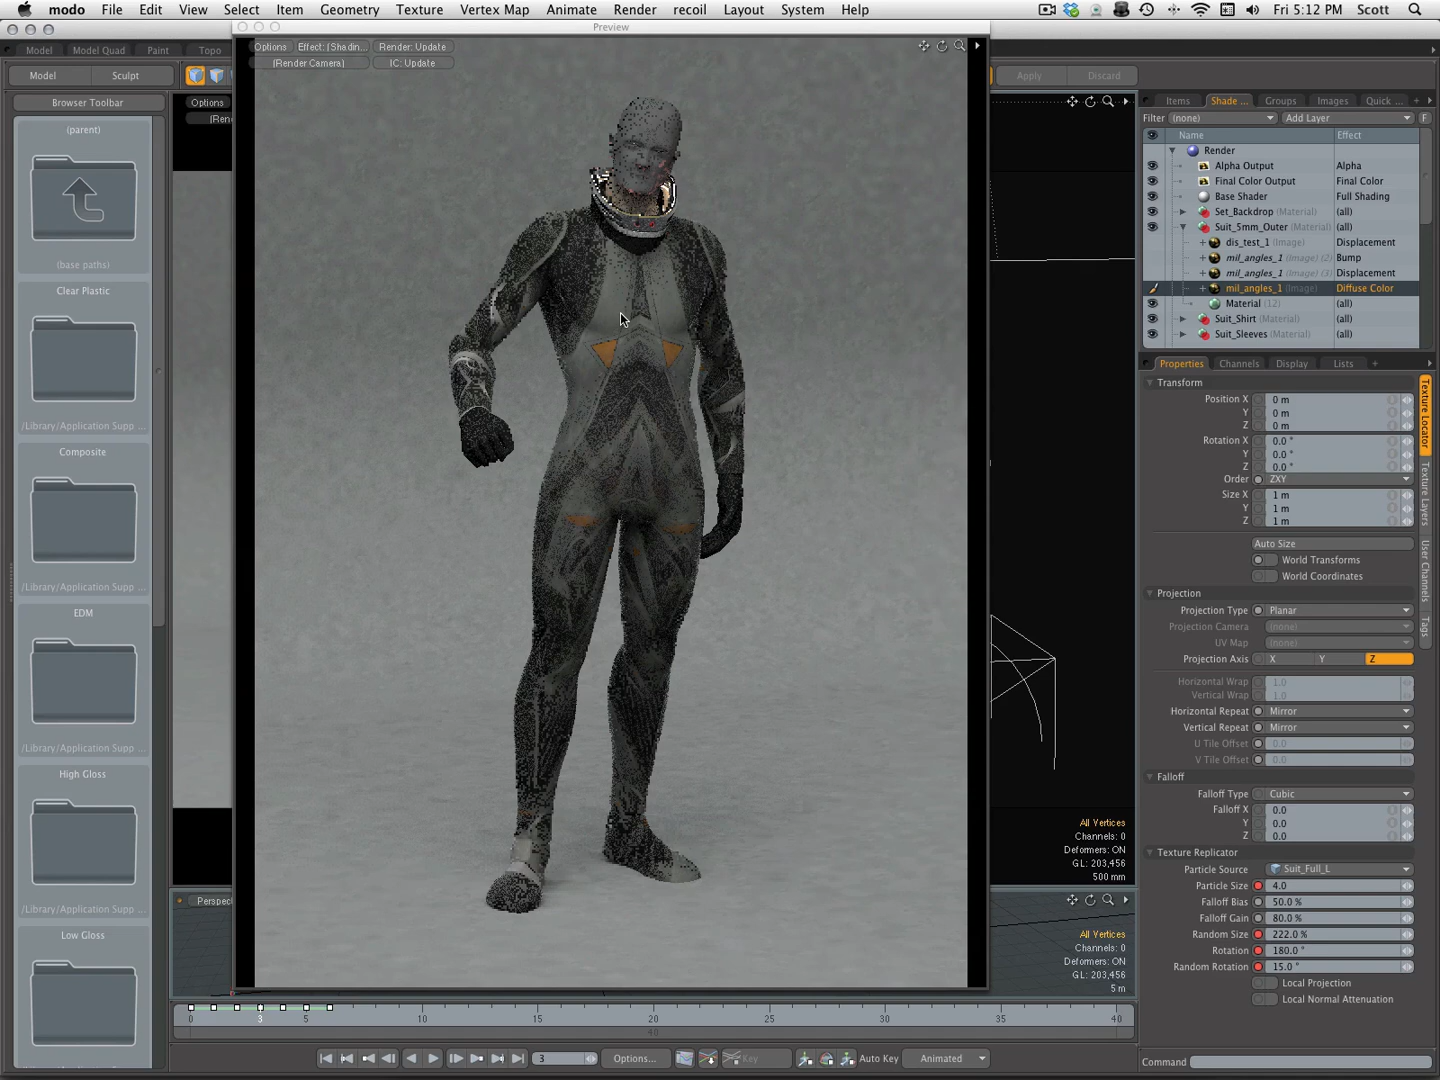 modo File Edit View Select Item Geometry Texture Vertex Map Animate Render recoil Layout System Help Fri 5:12 PM Scott
Preview
Model Model Quad Paint Topo
Options Effect: (Shadin... Render: Update
(Render Camera) IC: Update
Model Sculpt
Apply Discard
Browser Toolbar
(parent)
(base paths)
Clear Plastic
/Library/Application Supp ...
Composite
/Library/Application Supp ...
EDM
/Library/Application Supp ...
High Gloss
/Library/Application Supp ...
Low Gloss
Options
(Ren
Items Shade ... Groups Images Quick ... +
Filter (none) Add Layer F
Name Effect
Render
Alpha Output Alpha
Final Color Output Final Color
Base Shader Full Shading
Set_Backdrop (Material) (all)
Suit_5mm_Outer (Material) (all)
dis_test_1 (Image) Displacement
mil_angles_1 (Image) (2) Bump
mil_angles_1 (Image) (3) Displacement
mil_angles_1 (Image) Diffuse Color
Material (12) (all)
Suit_Shirt (Material) (all)
Suit_Sleeves (Material) (all)
Properties Channels Display Lists +
Texture Locator
Texture Layers
User Channels
Tags
Transform
Position X 0 m
Y 0 m
Z 0 m
Rotation X 0.0 °
Y 0.0 °
Z 0.0 °
Order ZXY
Size X 1 m
Y 1 m
Z 1 m
Auto Size
World Transforms
World Coordinates
Projection
Projection Type Planar
Projection Camera (none)
UV Map (none)
Projection Axis X Y Z
Horizontal Wrap 1.0
Vertical Wrap 1.0
Horizontal Repeat Mirror
Vertical Repeat Mirror
U Tile Offset 0.0
V Tile Offset 0.0
Falloff
Falloff Type Cubic
Falloff X 0.0
Y 0.0
Z 0.0
Texture Replicator
Particle Source Suit_Full_L
Particle Size 4.0
Falloff Bias 50.0 %
Falloff Gain 80.0 %
Random Size 222.0 %
Rotation 180.0 °
Random Rotation 15.0 °
Local Projection
Local Normal Attenuation
All Vertices
Channels: 0
Deformers: ON
GL: 203,456
500 mm
Perspec
All Vertices
Channels: 0
Deformers: ON
GL: 203,456
5 m
0 3 5 10 15 20 25 30 35 40
40
3 Options... Key Auto Key Animated
Command